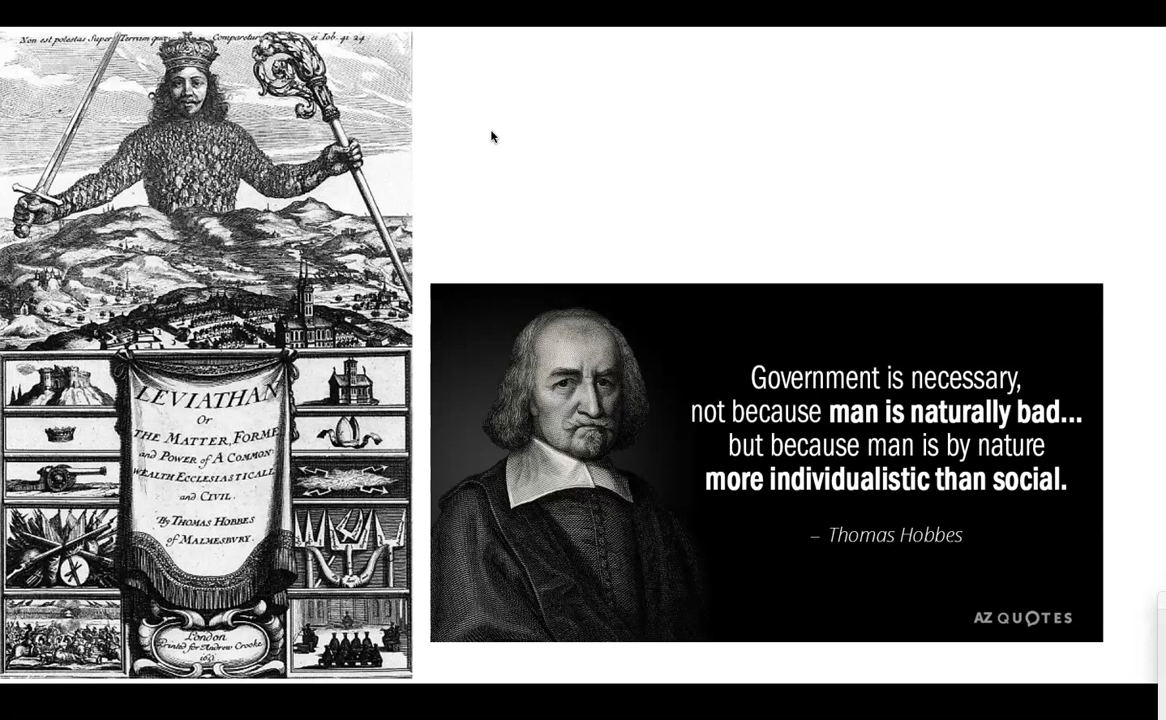 Non est potestas Super Terram quæ Comparetur ei Iob. 41. 24
LEVIATHAN
Or
THE MATTER, FORME
and POWER of A COMMON-
WEALTH ECCLESIASTICALL
and CIVIL.
By THOMAS HOBBES
of MALMESBURY.
London
Printed for Andrew Crooke
1651
Government is necessary,
not because man is naturally bad...
but because man is by nature
more individualistic than social.
– Thomas Hobbes
AZ QUOTES